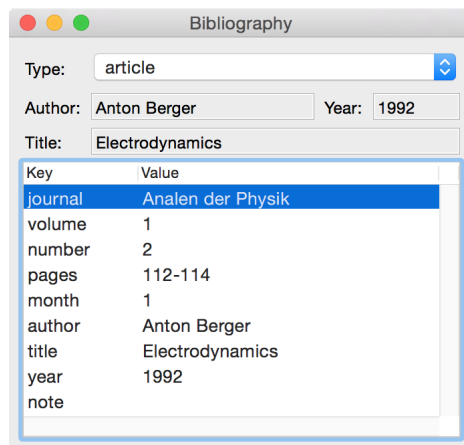 Bibliography
Type: article
Author: Anton Berger Year: 1992
Title: Electrodynamics
Key Value
journal Analen der Physik
volume 1
number 2
pages 112-114
month 1
author Anton Berger
title Electrodynamics
year 1992
note